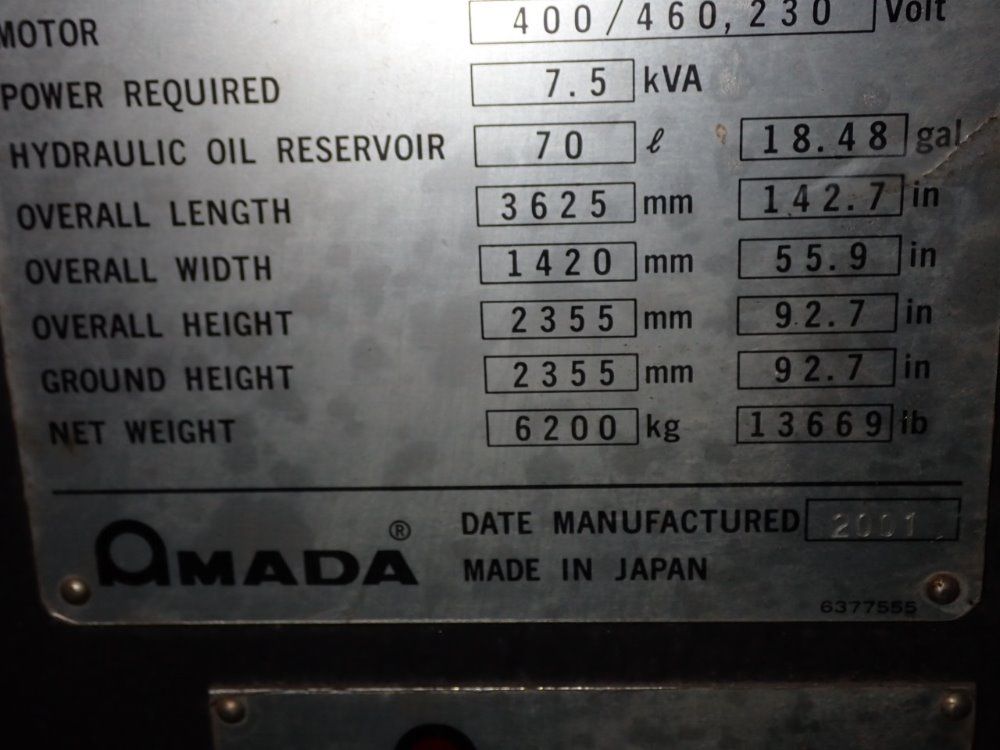 MOTOR 400/460,230 Volt
POWER REQUIRED 7.5 kVA
HYDRAULIC OIL RESERVOIR 70 ℓ 18.48 gal
OVERALL LENGTH 3625 mm 142.7 in
OVERALL WIDTH 1420 mm 55.9 in
OVERALL HEIGHT 2355 mm 92.7 in
GROUND HEIGHT 2355 mm 92.7 in
NET WEIGHT 6200 kg 13669 lb
AMADA® DATE MANUFACTURED 2001.
MADE IN JAPAN
6377555